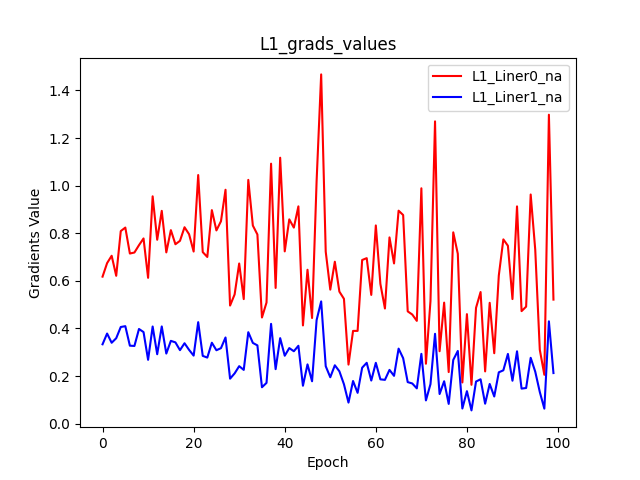 L1_grads_values
L1_Liner0_na
L1_Liner1_na
1.4
1.2
1.0
0.8
0.6
0.4
0.2
0.0
Gradients Value
0 20 40 60 80 100
Epoch